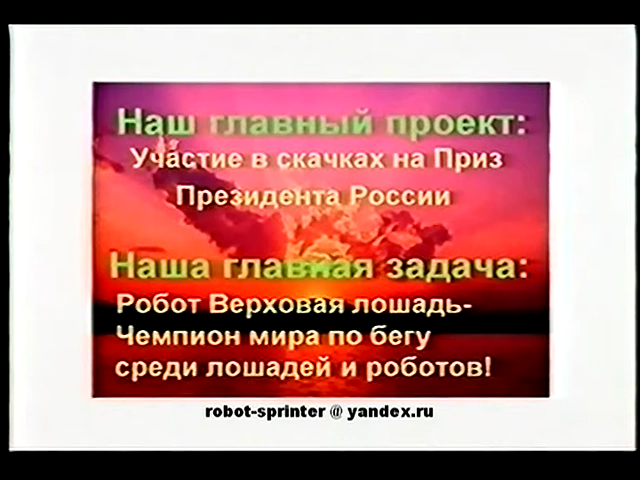 Наш главный проект:
Участие в скачках на Приз
Президента России
Наша главная задача:
Робот Верховая лошадь-
Чемпион мира по бегу
среди лошадей и роботов!
robot-sprinter @ yandex.ru